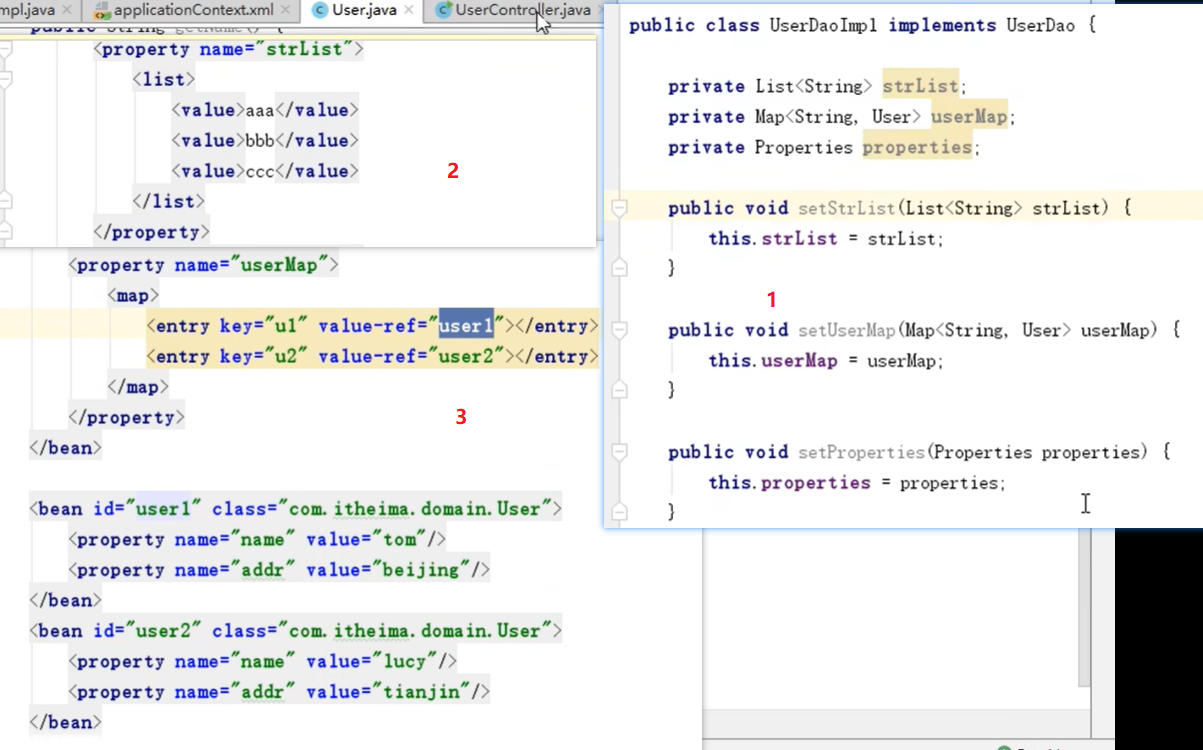 mpl.java × applicationContext.xml × User.java × UserController.java ×
public String getName() {
<property name="strList">
<list>
<value>aaa</value>
<value>bbb</value>
<value>ccc</value>
</list>
</property>
2
<property name="userMap">
<map>
<entry key="u1" value-ref="user1"></entry>
<entry key="u2" value-ref="user2"></entry>
</map>
</property>
</bean>
3
<bean id="user1" class="com.itheima.domain.User">
<property name="name" value="tom"/>
<property name="addr" value="beijing"/>
</bean>
<bean id="user2" class="com.itheima.domain.User">
<property name="name" value="lucy"/>
<property name="addr" value="tianjin"/>
</bean>
public class UserDaoImpl implements UserDao {
private List<String> strList;
private Map<String, User> userMap;
private Properties properties;
public void setStrList(List<String> strList) {
this.strList = strList;
}
1
public void setUserMap(Map<String, User> userMap) {
this.userMap = userMap;
}
public void setProperties(Properties properties) {
this.properties = properties;
}